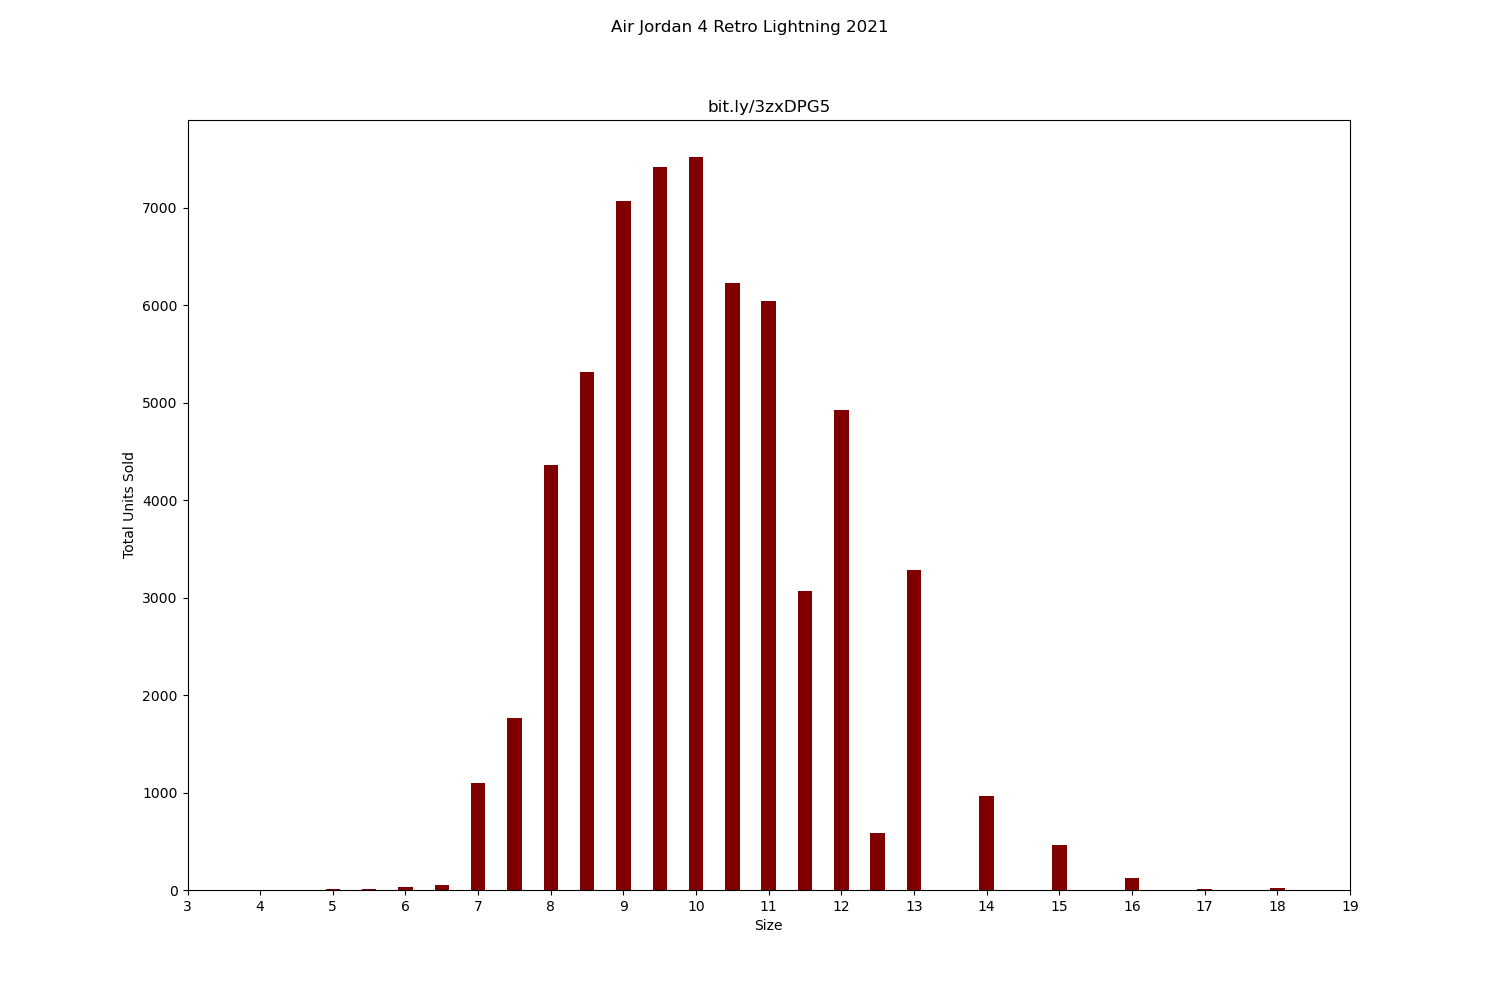 Air Jordan 4 Retro Lightning 2021
bit.ly/3zxDPG5
Total Units Sold
7000
6000
5000
4000
3000
2000
1000
0
3 4 5 6 7 8 9 10 11 12 13 14 15 16 17 18 19
Size